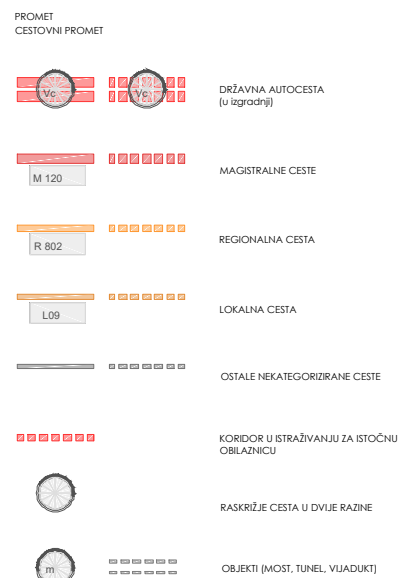 PROMET
CESTOVNI PROMET
Vc Vc
DRŽAVNA AUTOCESTA
(u izgradnji)
M 120
MAGISTRALNE CESTE
R 802
REGIONALNA CESTA
L09
LOKALNA CESTA
OSTALE NEKATEGORIZIRANE CESTE
KORIDOR U ISTRAŽIVANJU ZA ISTOČNU
OBILAZNICU
RASKRIŽJE CESTA U DVIJE RAZINE
m
OBJEKTI (MOST, TUNEL, VIJADUKT)